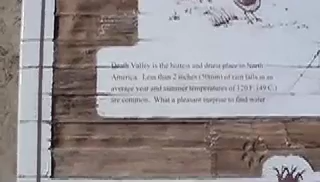 Death Valley is the hottest and driest place in North
America. Less than 2 inches (50mm) of rain falls in an
average year and summer temperatures of 120 F (49 C)
are common. What a pleasant surprise to find water